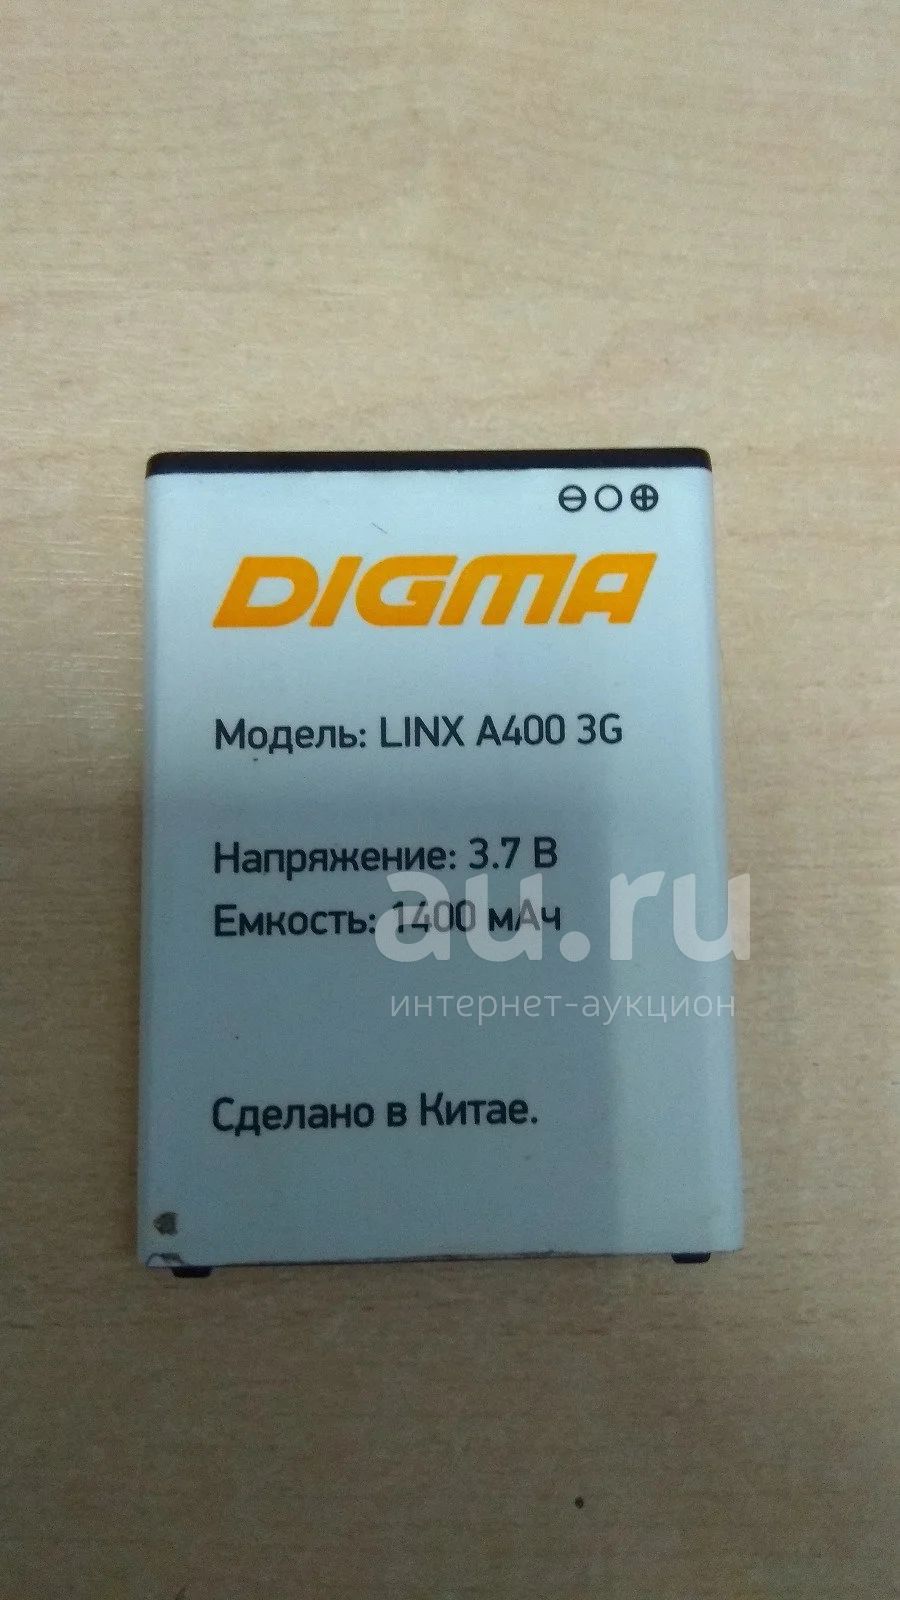 DIGMA
Модель: LINX A400 3G
Напряжение: 3.7 В
Емкость: 1400 мАч
au.ru
интернет-аукцион
Сделано в Китае.